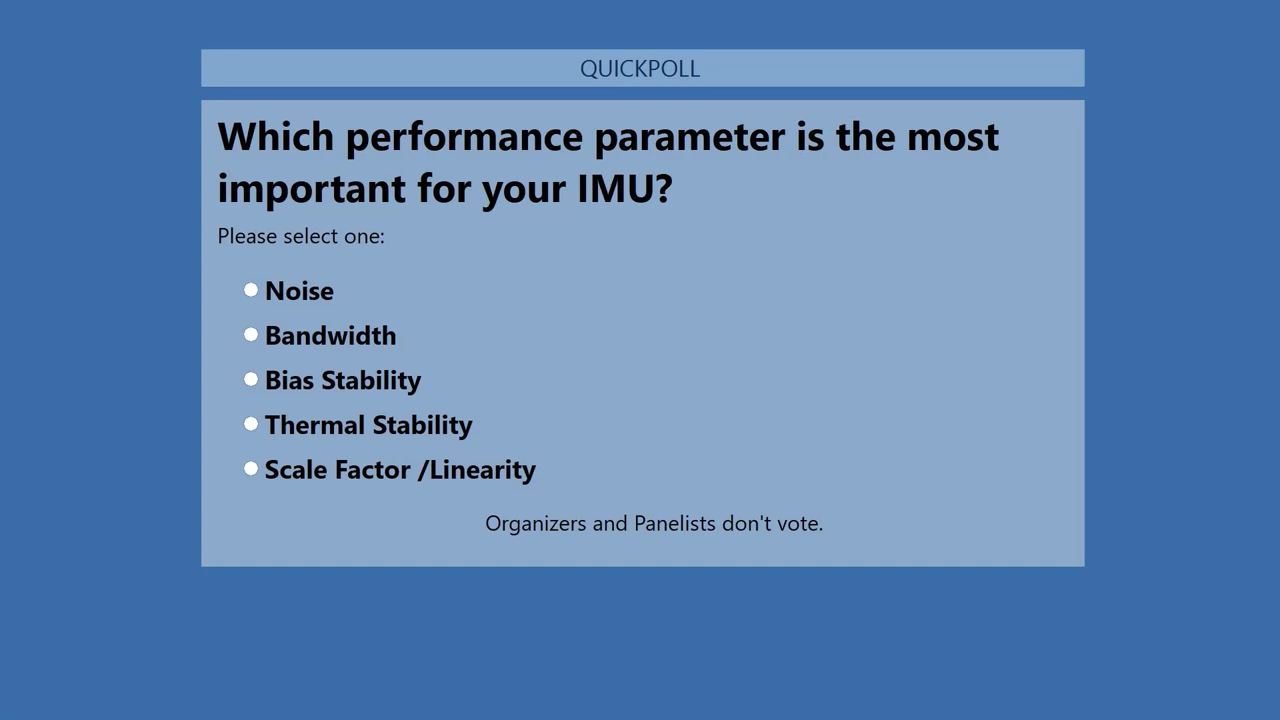 QUICKPOLL
Which performance parameter is the most
important for your IMU?
Please select one:
Noise
Bandwidth
Bias Stability
Thermal Stability
Scale Factor /Linearity
Organizers and Panelists don't vote.